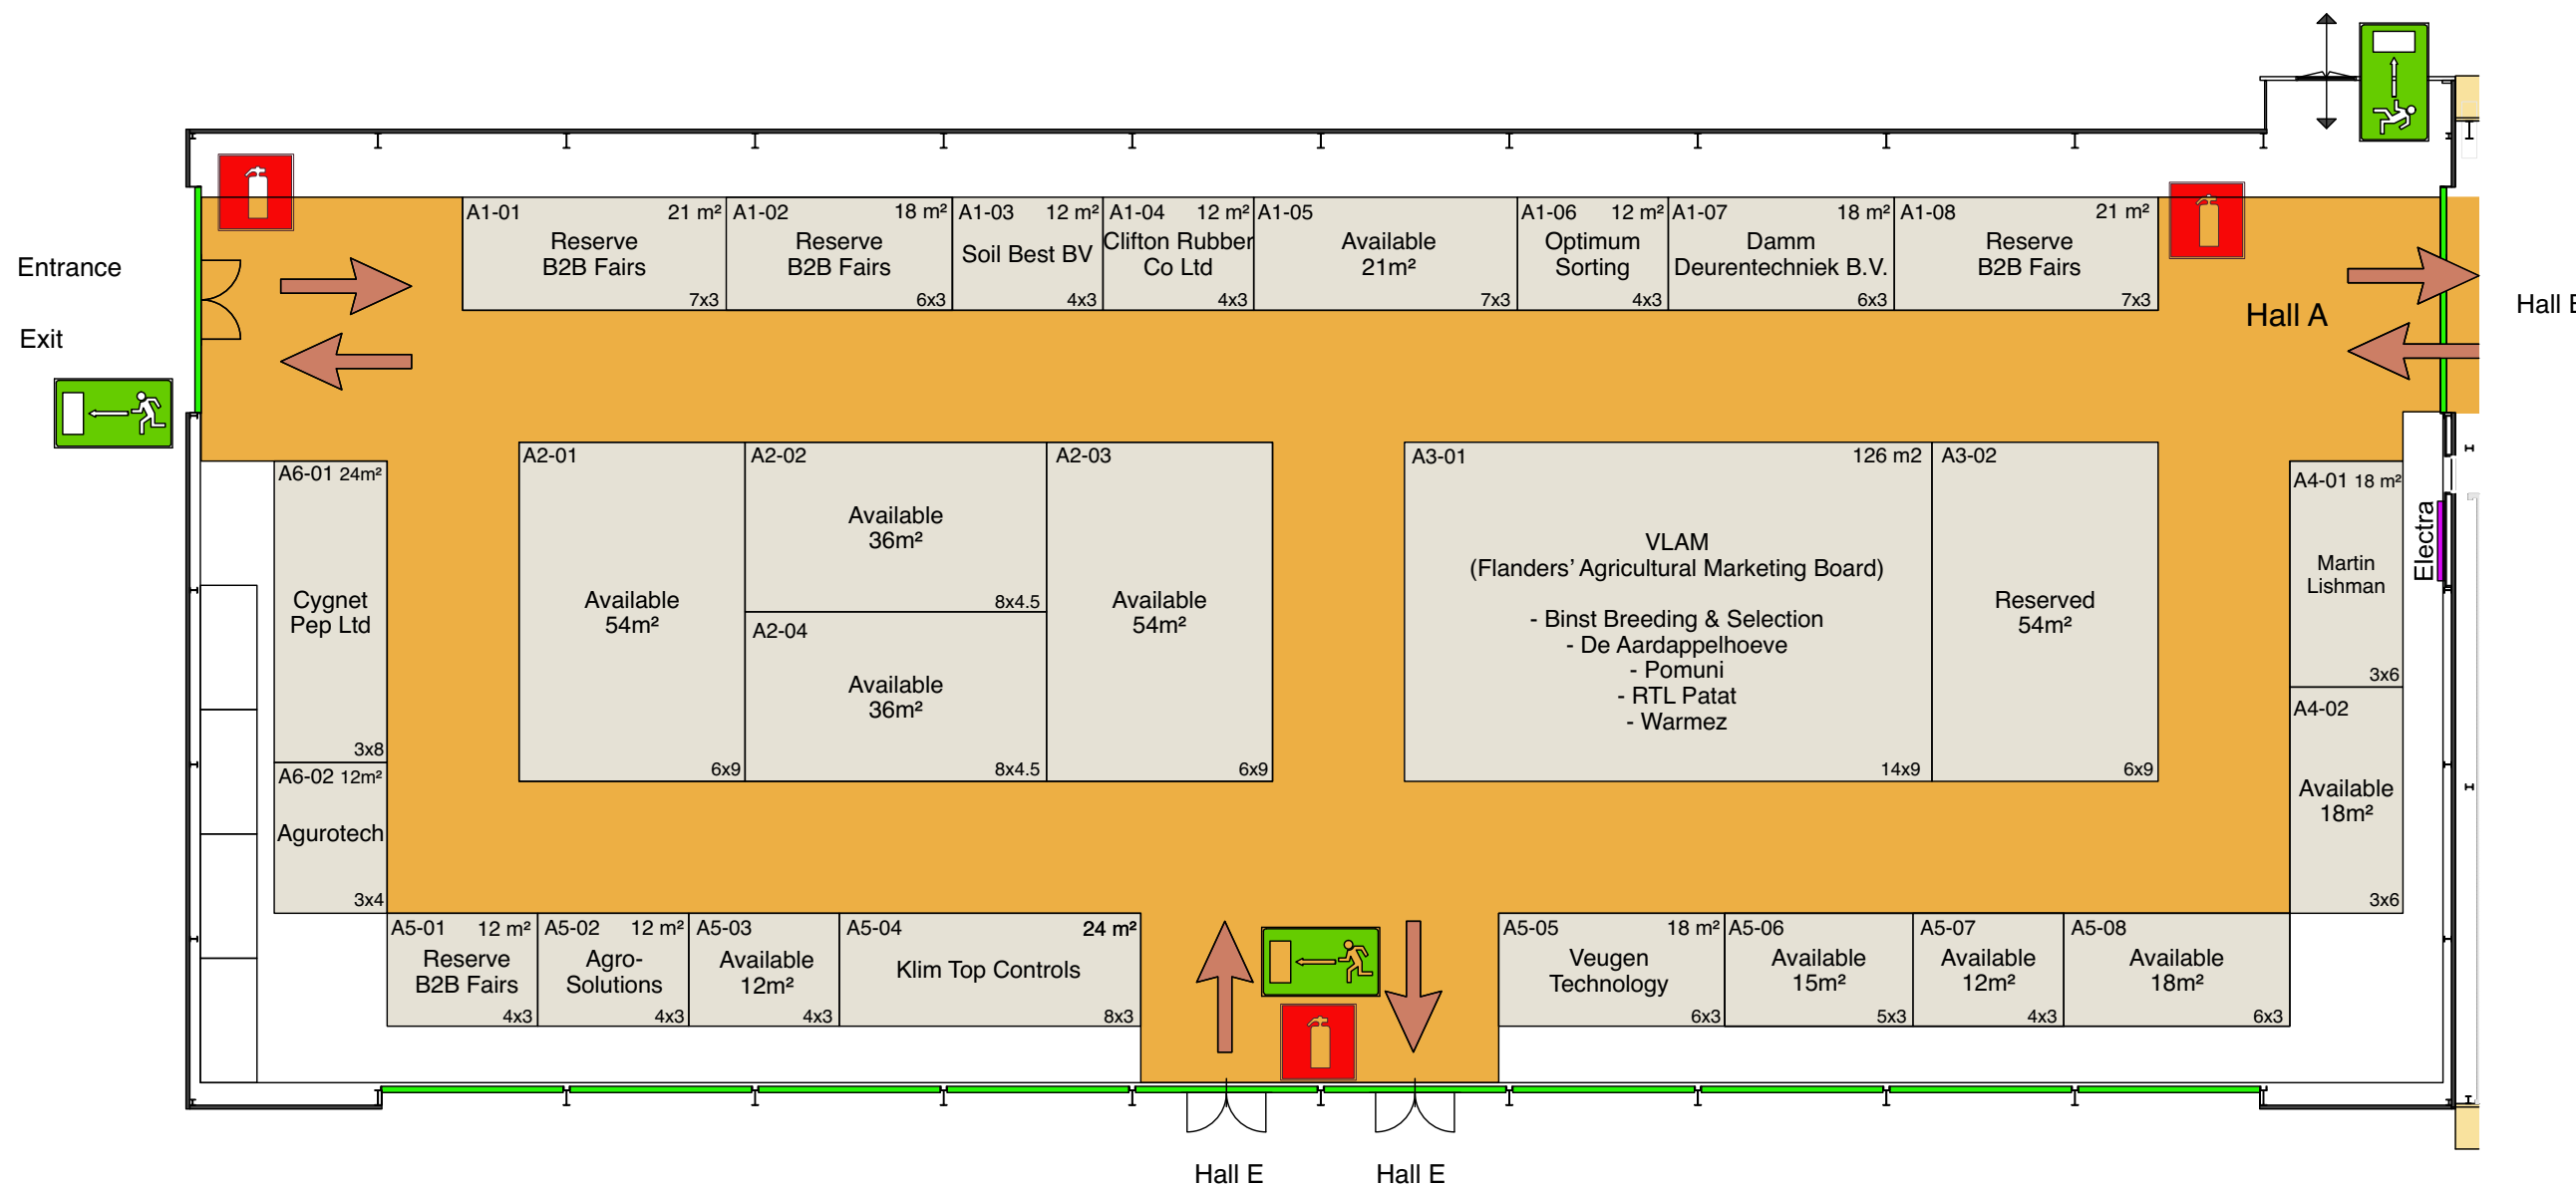 Entrance
Exit
A1-01 21 m²
Reserve
B2B Fairs
7x3
A1-02 18 m²
Reserve
B2B Fairs
6x3
A1-03 12 m²
Soil Best BV
4x3
A1-04 12 m²
Clifton Rubber
Co Ltd
4x3
A1-05
Available
21m²
7x3
A1-06 12 m²
Optimum
Sorting
4x3
A1-07 18 m²
Damm
Deurentechniek B.V.
6x3
A1-08 21 m²
Reserve
B2B Fairs
7x3
Hall A
Hall
A6-01 24m²
Cygnet
Pep Ltd
3x8
A6-02 12m²
Agurotech
3x4
A2-01
Available
54m²
6x9
A2-02
Available
36m²
8x4.5
A2-04
Available
36m²
8x4.5
A2-03
Available
54m²
6x9
A3-01 126 m2
VLAM
(Flanders’ Agricultural Marketing Board)
- Binst Breeding & Selection
- De Aardappelhoeve
- Pomuni
- RTL Patat
- Warmez
14x9
A3-02
Reserved
54m²
6x9
A4-01 18 m²
Martin
Lishman
3x6
Electra
A4-02
Available
18m²
3x6
A5-01 12 m²
Reserve
B2B Fairs
4x3
A5-02 12 m²
Agro-
Solutions
4x3
A5-03
Available
12m²
4x3
A5-04 24 m²
Klim Top Controls
8x3
A5-05 18 m²
Veugen
Technology
6x3
A5-06
Available
15m²
5x3
A5-07
Available
12m²
4x3
A5-08
Available
18m²
6x3
Hall E
Hall E